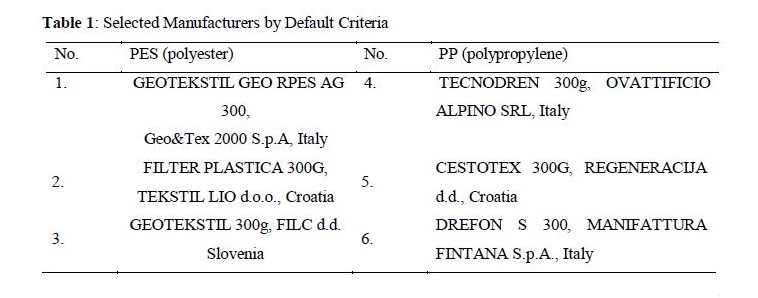 Table 1: Selected Manufacturers by Default Criteria
No. PES (polyester) No. PP (polypropylene)
1. GEOTEKSTIL GEO RPES AG 4. TECNODREN 300g, OVATTIFICIO
300, ALPINO SRL, Italy
Geo&Tex 2000 S.p.A, Italy
2. FILTER PLASTICA 300G, 5. CESTOTEX 300G, REGENERACIJA
TEKSTIL LIO d.o.o., Croatia d.d., Croatia
3. GEOTEKSTIL 300g, FILC d.d. 6. DREFON S 300, MANIFATTURA
Slovenia FINTANA S.p.A., Italy